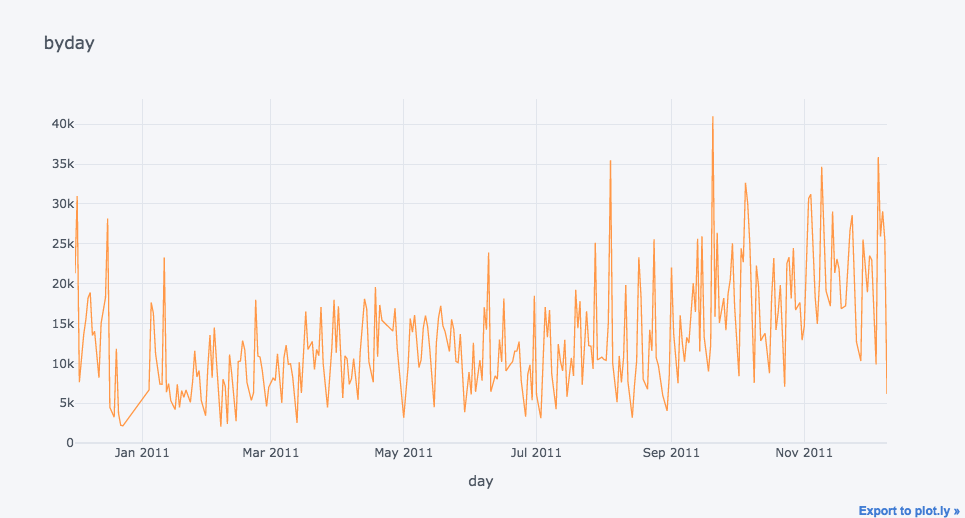 byday
40k
35k
30k
25k
20k
15k
10k
5k
0
Jan 2011 Mar 2011 May 2011 Jul 2011 Sep 2011 Nov 2011
day
Export to plot.ly »